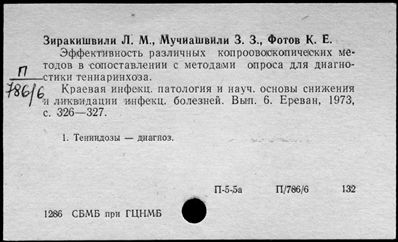 Зиракишвили Л. М., Мучиашвили З. З., Фотов К. Е.
Эффективность различных копроовоскопических ме-
тодов в сопоставлении с методами опроса для диагно-
стики тениаринхоза.
П
786/6
Краевая инфекц. патология и науч. основы снижения
и ликвидации инфекц. болезней. Вып. 6. Ереван, 1973,
с. 326—327.
1. Тениидозы — диагноз.
П-5-5а П/786/6 132
1286 СБМБ при ГЦНМБ